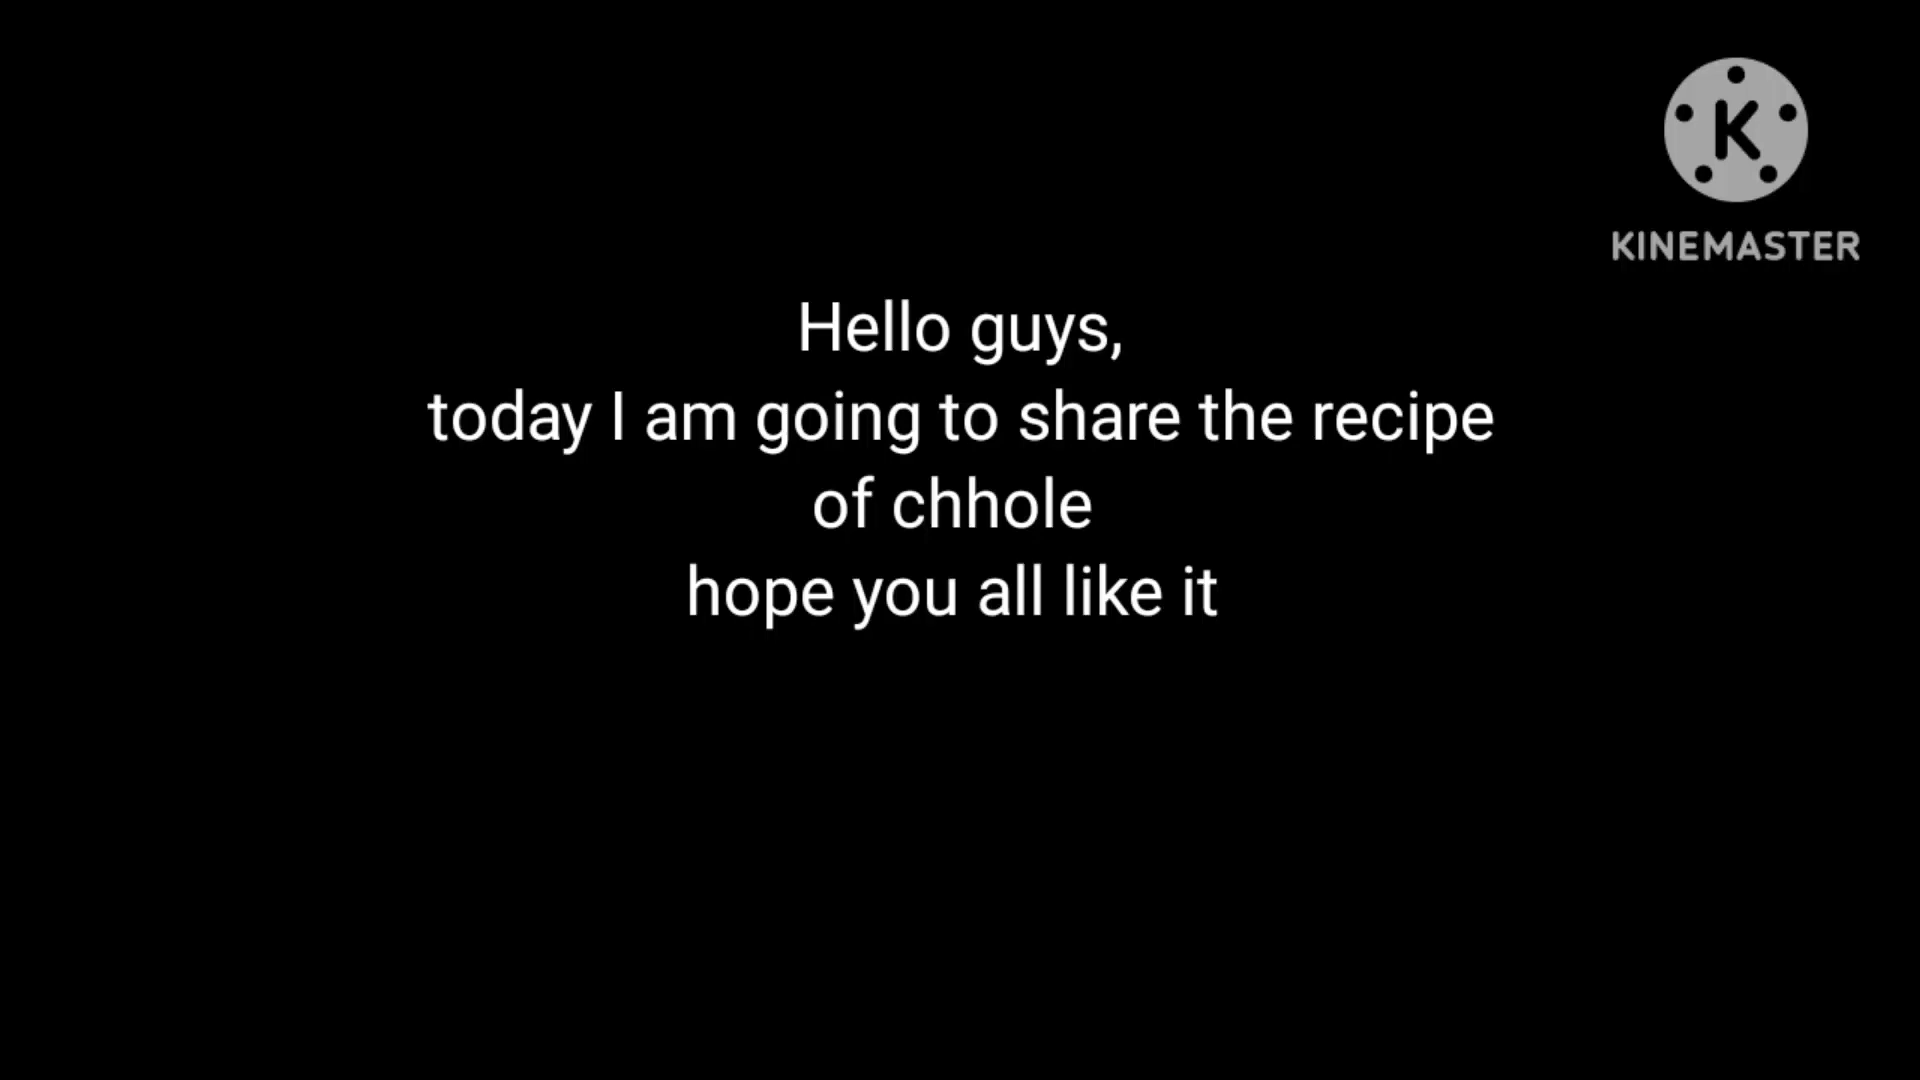 K
KINEMASTER
Hello guys,
today I am going to share the recipe
of chhole
hope you all like it